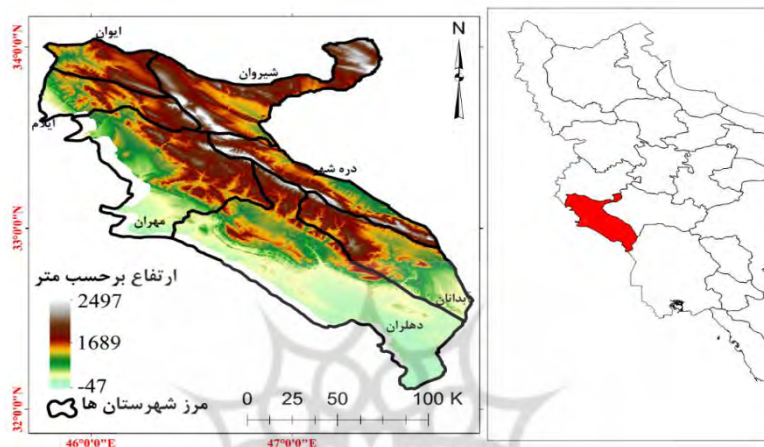 ایوان
N
34°0'0"N
شیروان
ایلام
دره شهر
33°0'0"N
مهران
ارتفاع برحسب متر
2497
1689
-47
آبدانان
دهلران
مرز شهرستان ها
0 25 50 100 K
32°0'0"N
46°0'0"E 47°0'0"E